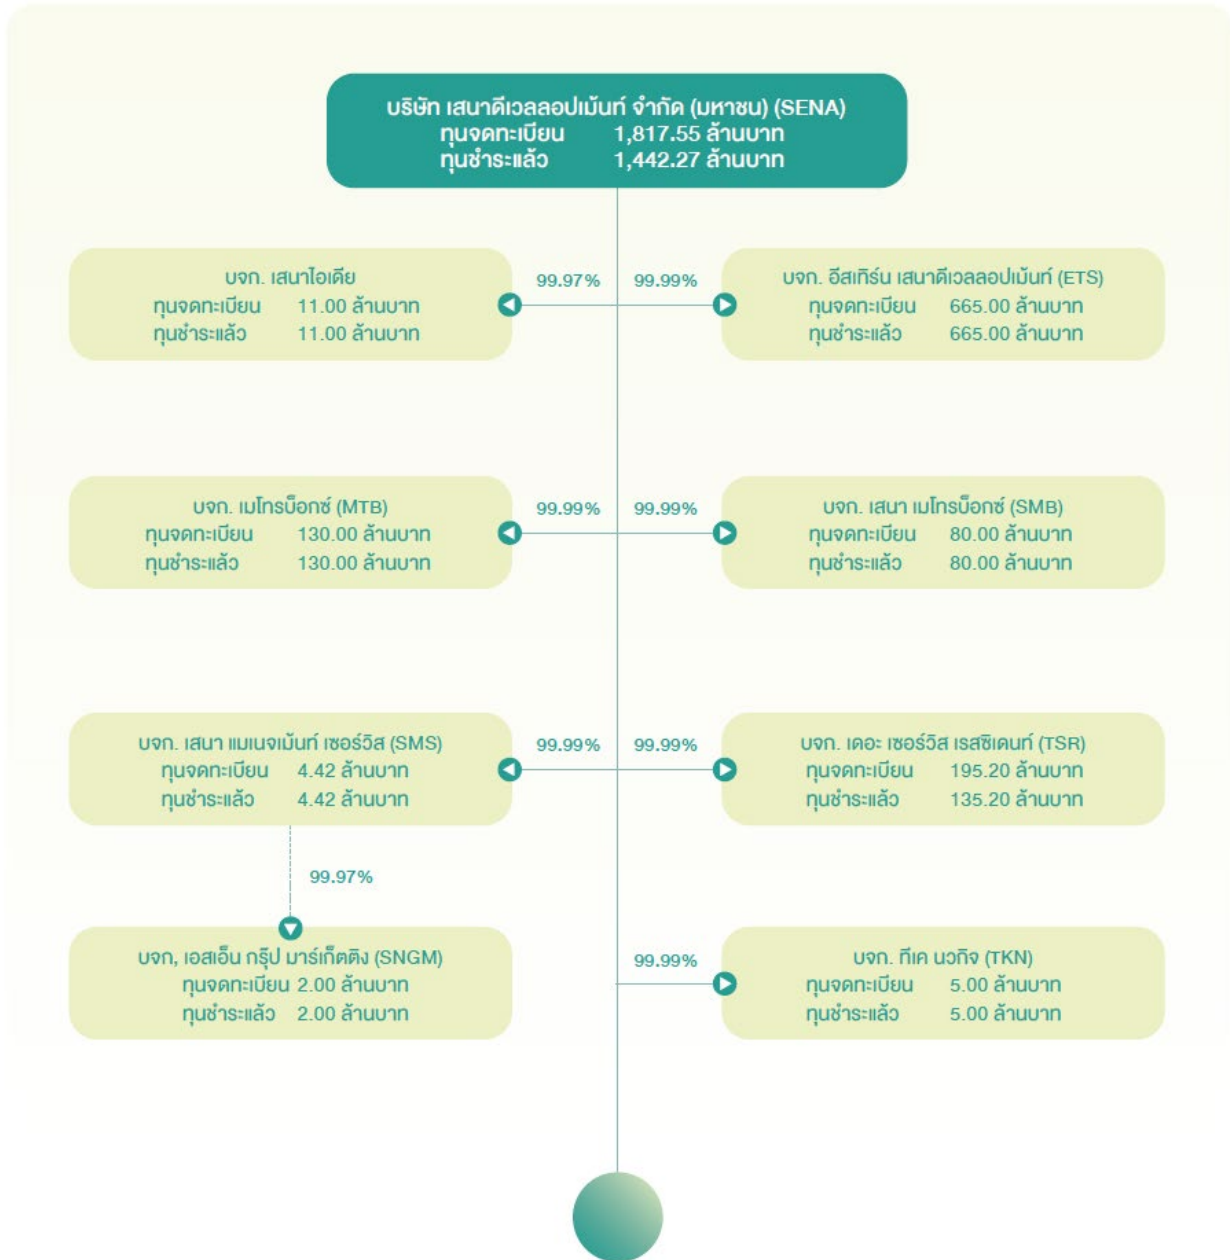 บริษัท เสนาดีเวลลอปเม้นท์ จำกัด (มหาชน) (SENA)
ทุนจดทะเบียน 1,817.55 ล้านบาท
ทุนชำระแล้ว 1,442.27 ล้านบาท
บจก. เสนาไอเดีย
ทุนจดทะเบียน 11.00 ล้านบาท
ทุนชำระแล้ว 11.00 ล้านบาท
99.97%
99.99%
บจก. อีสเทิร์น เสนาดีเวลลอปเม้นท์ (ETS)
ทุนจดทะเบียน 665.00 ล้านบาท
ทุนชำระแล้ว 665.00 ล้านบาท
บจก. เมโทรบ็อกซ์ (MTB)
ทุนจดทะเบียน 130.00 ล้านบาท
ทุนชำระแล้ว 130.00 ล้านบาท
99.99%
99.99%
บจก. เสนา เมโทรบ็อกซ์ (SMB)
ทุนจดทะเบียน 80.00 ล้านบาท
ทุนชำระแล้ว 80.00 ล้านบาท
บจก. เสนา แมเนจเม้นท์ เซอร์วิส (SMS)
ทุนจดทะเบียน 4.42 ล้านบาท
ทุนชำระแล้ว 4.42 ล้านบาท
99.99%
99.99%
บจก. เดอะ เซอร์วิส เรสซิเดนท์ (TSR)
ทุนจดทะเบียน 195.20 ล้านบาท
ทุนชำระแล้ว 135.20 ล้านบาท
99.97%
บจก, เอสเอ็น กรุ๊ป มาร์เก็ตติง (SNGM)
ทุนจดทะเบียน 2.00 ล้านบาท
ทุนชำระแล้ว 2.00 ล้านบาท
99.99%
บจก. ทีเค นวกิจ (TKN)
ทุนจดทะเบียน 5.00 ล้านบาท
ทุนชำระแล้ว 5.00 ล้านบาท